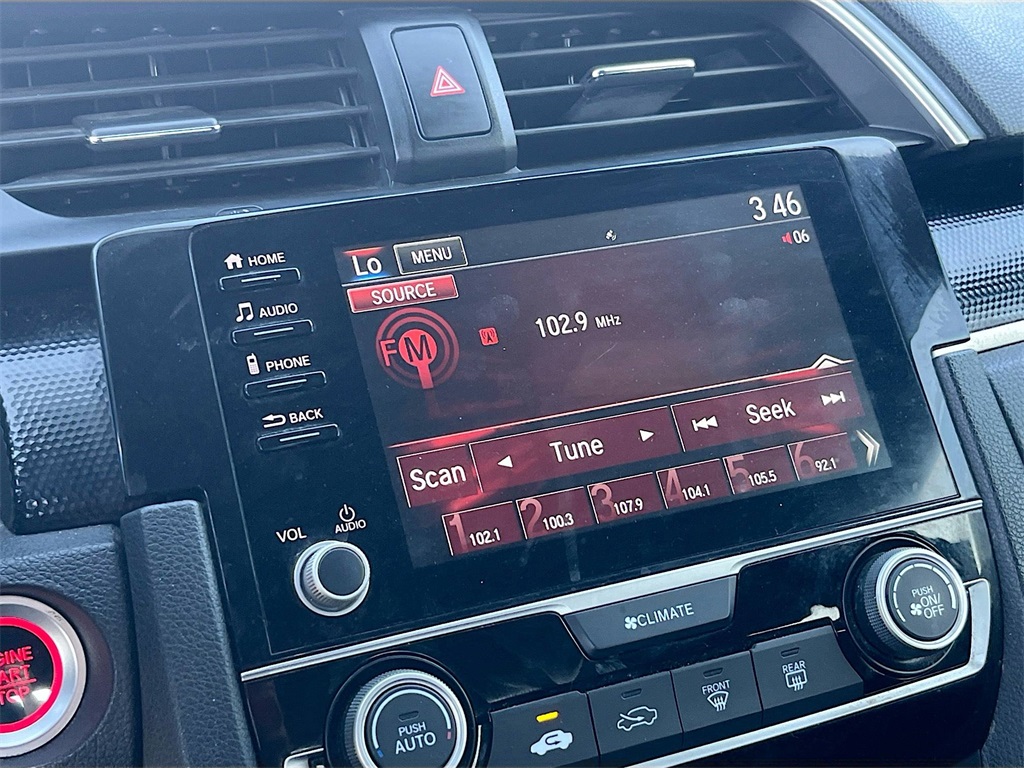 HOME
AUDIO
PHONE
BACK
VOL
AUDIO
Lo MENU
3 46
06
SOURCE
FM
102.9 MHz
Scan Tune Seek
1 102.1 2 100.3 3 107.9 4 104.1 5 105.5 6 92.1
CLIMATE
PUSH
ON/
OFF
PUSH
AUTO
FRONT
REAR